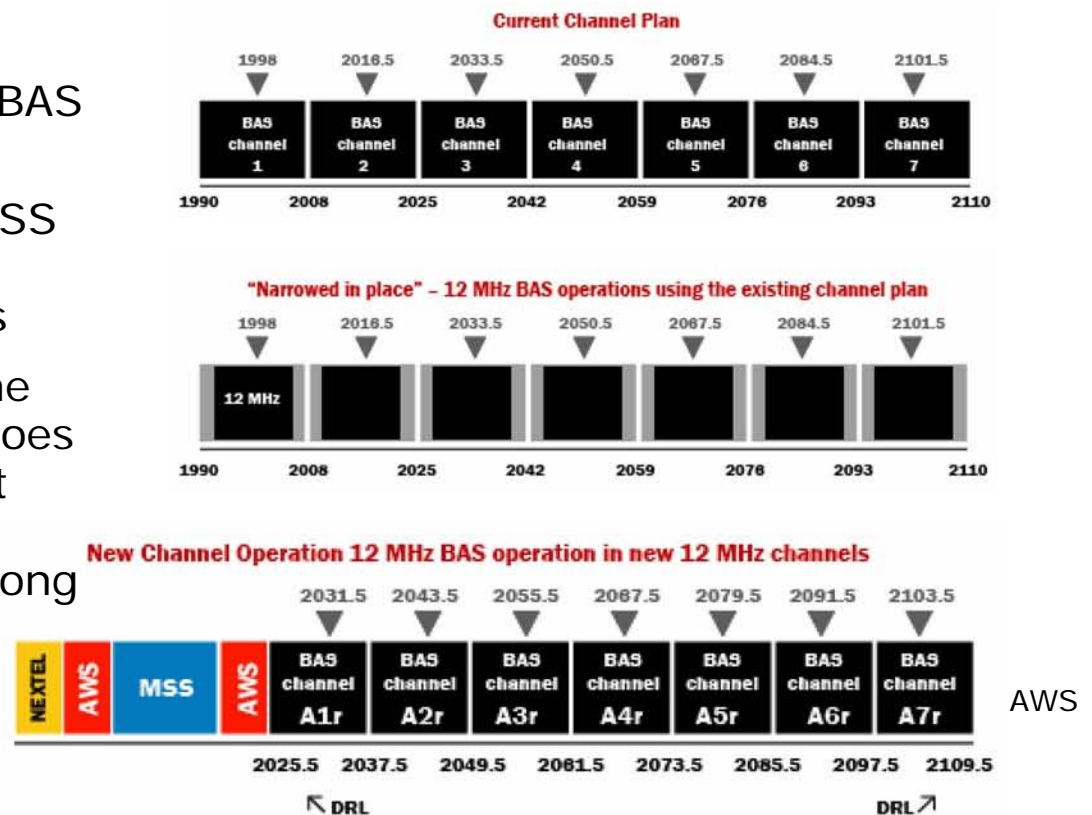 Current Channel Plan
1998 2016.5 2033.5 2050.5 2067.5 2084.5 2101.5
BAS channel 1
BAS channel 2
BAS channel 3
BAS channel 4
BAS channel 5
BAS channel 6
BAS channel 7
1990 2008 2025 2042 2059 2076 2093 2110
BAS
SS
s
oes
t
ong
"Narrowed in place" – 12 MHz BAS operations using the existing channel plan
1998 2016.5 2033.5 2050.5 2067.5 2084.5 2101.5
12 MHz
1990 2008 2025 2042 2059 2076 2093 2110
New Channel Operation 12 MHz BAS operation in new 12 MHz channels
2031.5 2043.5 2055.5 2067.5 2079.5 2091.5 2103.5
NEXTEL
AWS
MSS
AWS
BAS channel A1r
BAS channel A2r
BAS channel A3r
BAS channel A4r
BAS channel A5r
BAS channel A6r
BAS channel A7r
AWS
2025.5 2037.5 2049.5 2061.5 2073.5 2085.5 2097.5 2109.5
DRL DRL